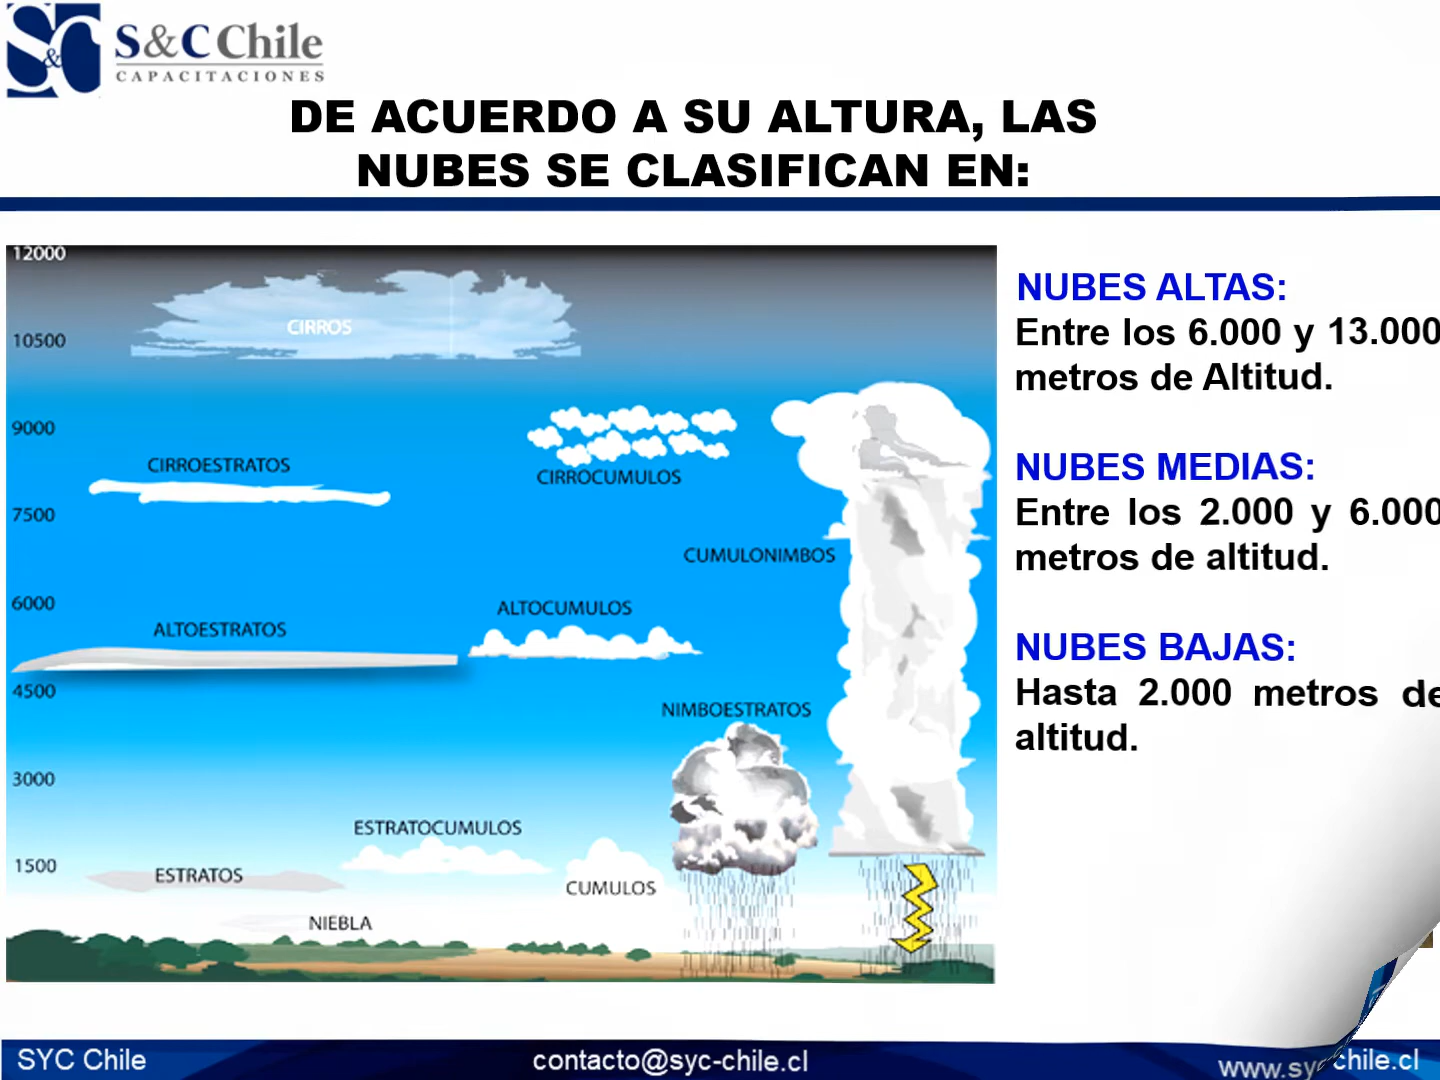 S&C
S&C Chile
CAPACITACIONES
DE ACUERDO A SU ALTURA, LAS
NUBES SE CLASIFICAN EN:
12000
10500
9000
7500
6000
4500
3000
1500
CIRROS
CIRROESTRATOS
CIRROCUMULOS
CUMULONIMBOS
ALTOCUMULOS
ALTOESTRATOS
NIMBOESTRATOS
ESTRATOCUMULOS
ESTRATOS
CUMULOS
NIEBLA
NUBES ALTAS:
Entre los 6.000 y 13.000
metros de Altitud.
NUBES MEDIAS:
Entre los 2.000 y 6.000
metros de altitud.
NUBES BAJAS:
Hasta 2.000 metros de
altitud.
SYC Chile
contacto@syc-chile.cl
www.syc-chile.cl